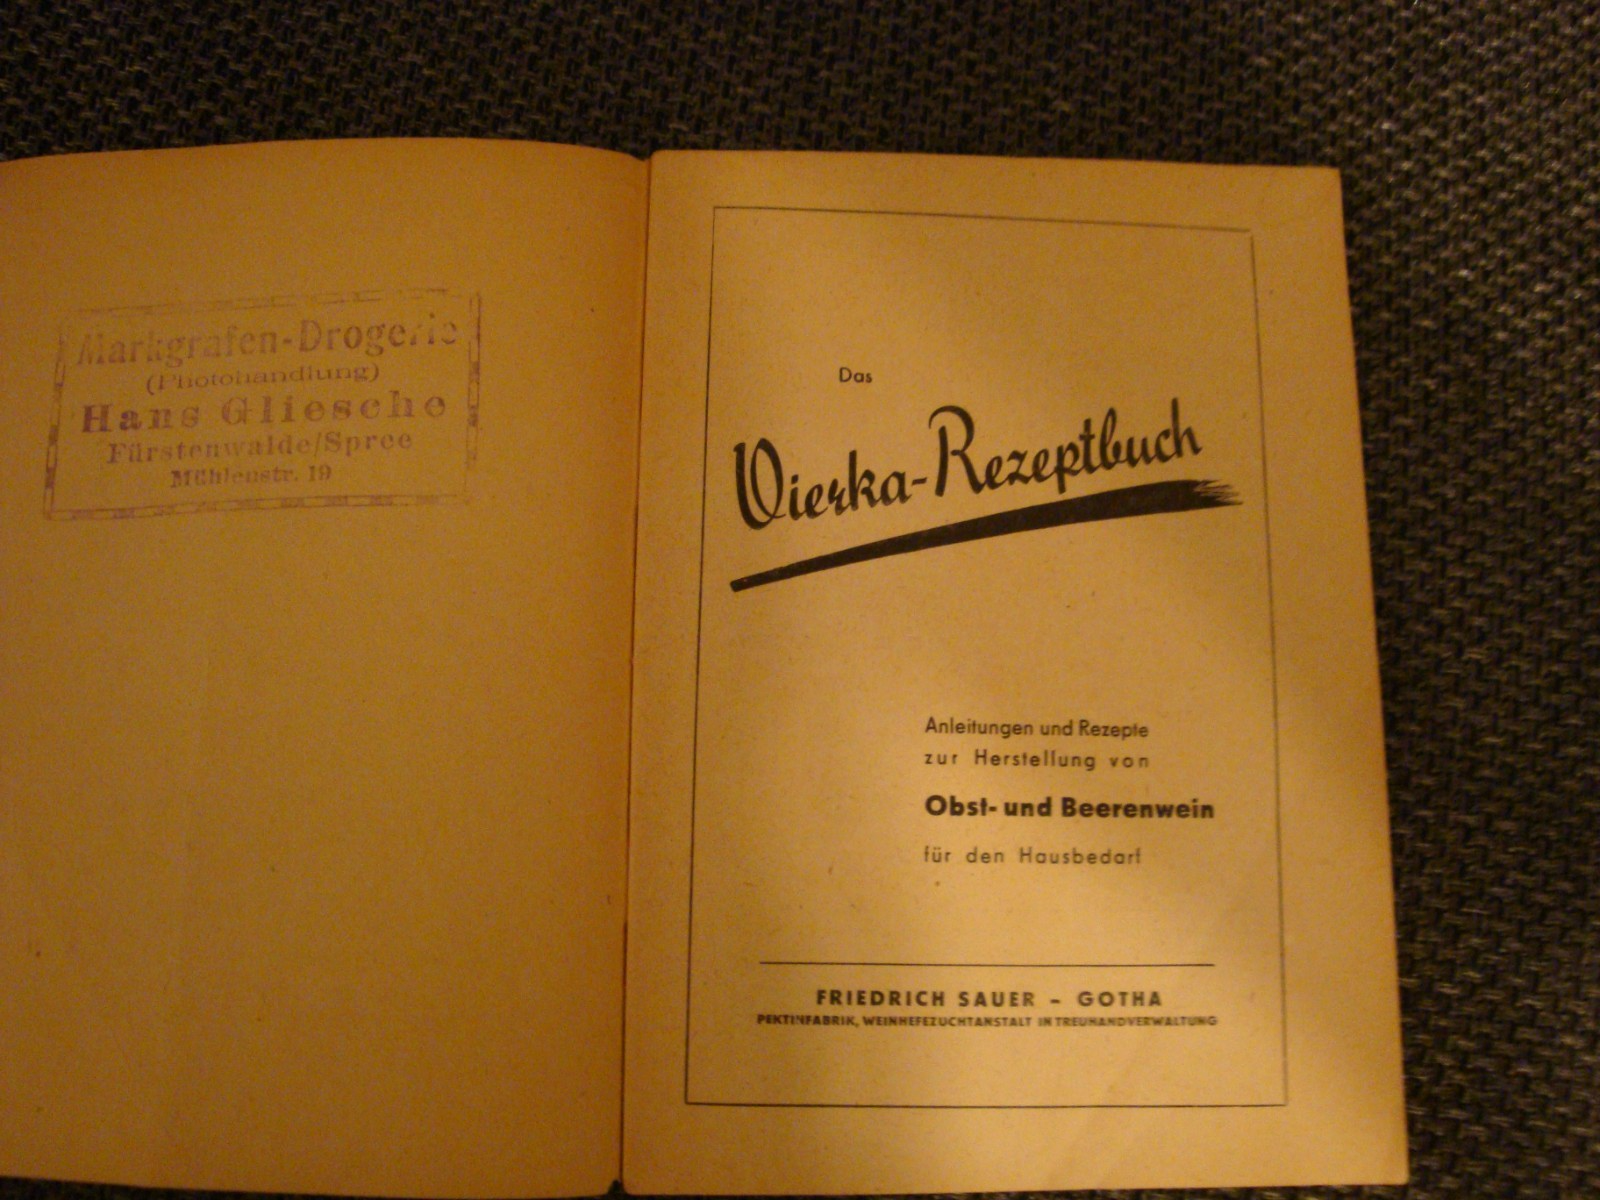 Markgrafen-Drogerie
(Photohandlung)
Hans Gliesche
Fürstenwalde/Spree
Mühlenstr. 19
Das
Vierka-Rezeptbuch
Anleitungen und Rezepte
zur Herstellung von
Obst- und Beerenwein
für den Hausbedarf
FRIEDRICH SAUER – GOTHA
PEKTINFABRIK, WEINHEFEZUCHTANSTALT IN TREUHANDVERWALTUNG